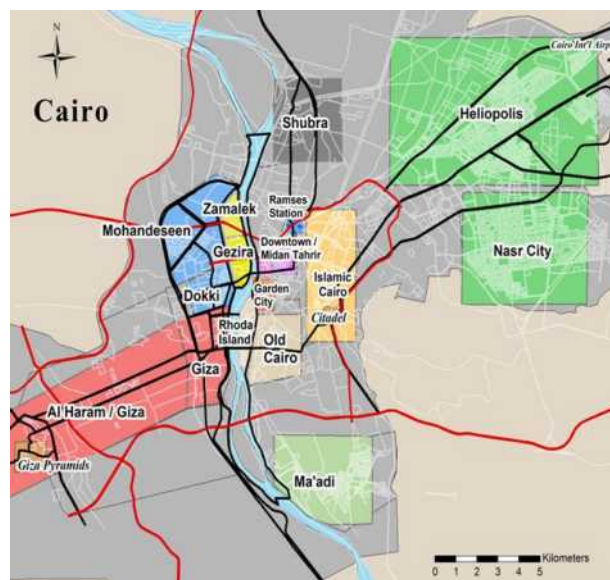 N
Cairo
Cairo Int'l Airp
Heliopolis
Shubra
Zamalek
Ramses
Station
Mohandeseen
Gezira
Downtown /
Midan Tahrir
Nasr City
Islamic
Cairo
Dokki
Garden
City
Citadel
Rhoda
Island
Old
Cairo
Giza
Al Haram / Giza
Giza Pyramids
Ma'adi
Kilometers
0 1 2 3 4 5